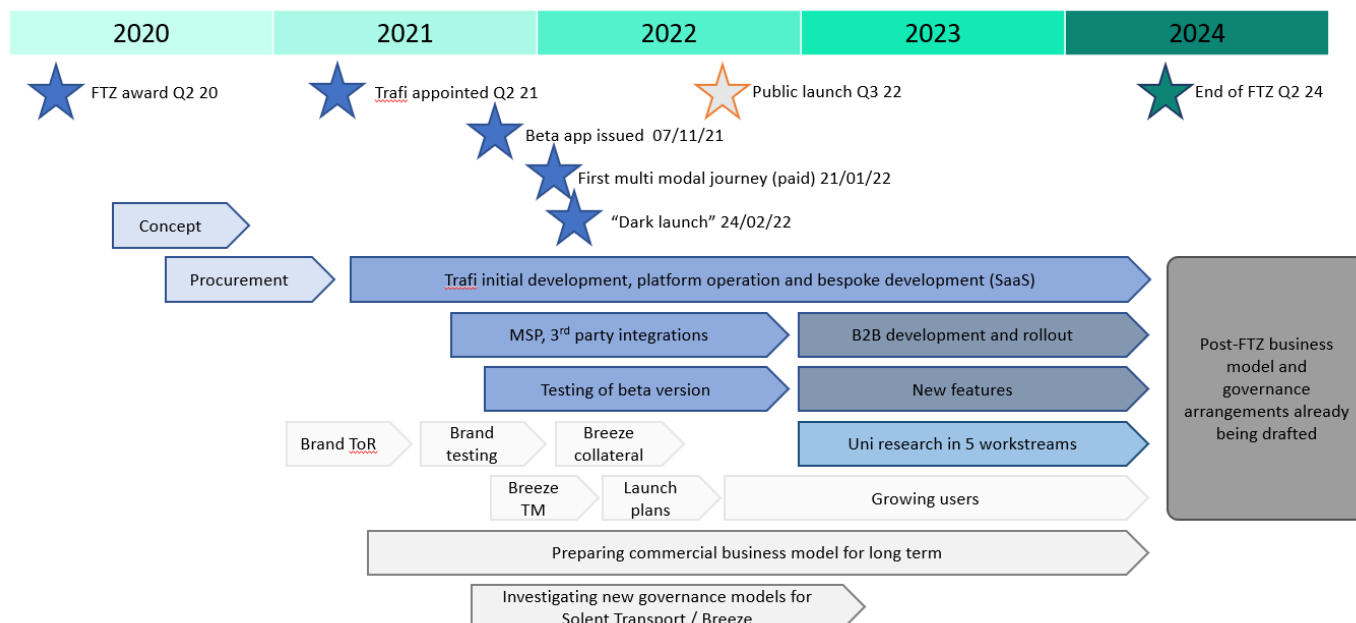 2020
2021
2022
2023
2024
FTZ award Q2 20
Trafi appointed Q2 21
Public launch Q3 22
End of FTZ Q2 24
Beta app issued 07/11/21
First multi modal journey (paid) 21/01/22
“Dark launch” 24/02/22
Concept
Procurement
Trafi initial development, platform operation and bespoke development (SaaS)
MSP, 3rd party integrations
B2B development and rollout
Testing of beta version
New features
Post-FTZ business
model and
governance
arrangements already
being drafted
Brand ToR
Brand
testing
Breeze
collateral
Uni research in 5 workstreams
Breeze
TM
Launch
plans
Growing users
Preparing commercial business model for long term
Investigating new governance models for
Solent Transport / Breeze